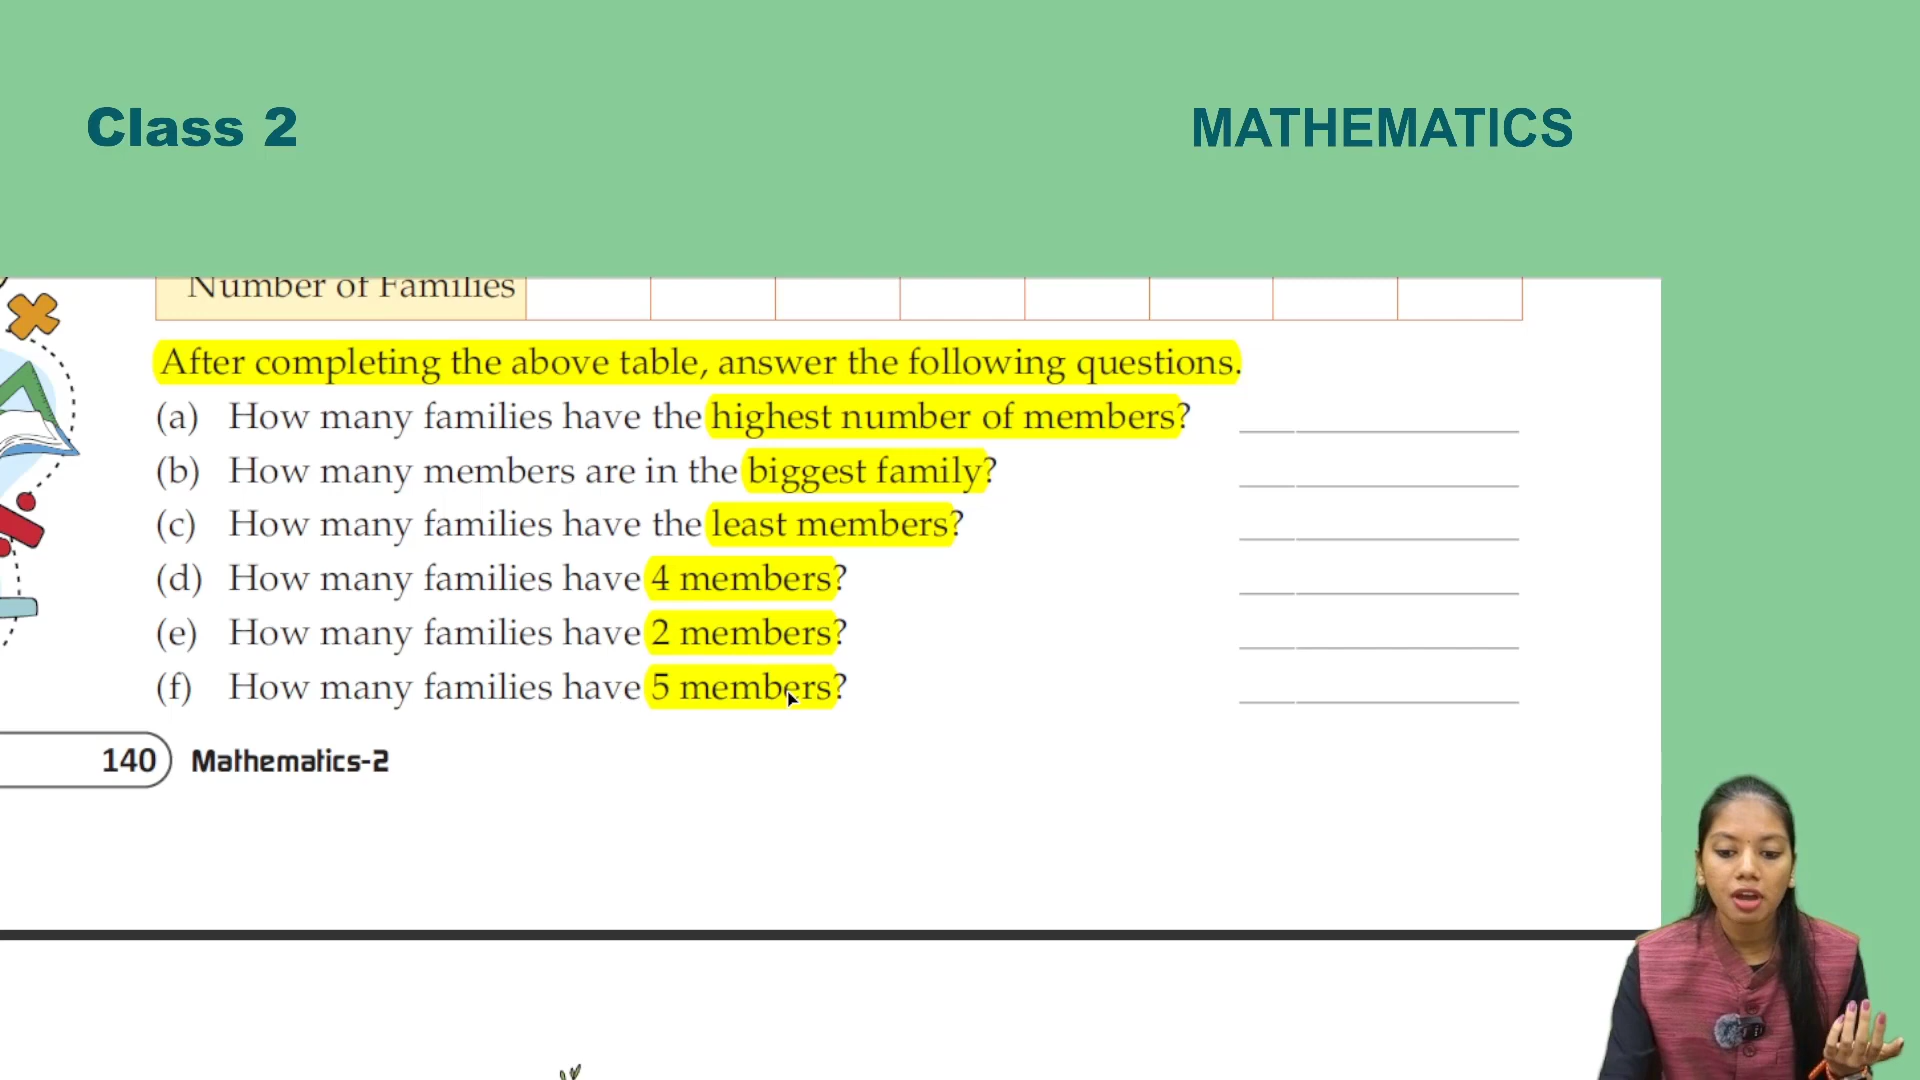 Class 2
MATHEMATICS
Number of Families
After completing the above table, answer the following questions.
(a) How many families have the highest number of members?
(b) How many members are in the biggest family?
(c) How many families have the least members?
(d) How many families have 4 members?
(e) How many families have 2 members?
(f) How many families have 5 members?
140 Mathematics-2